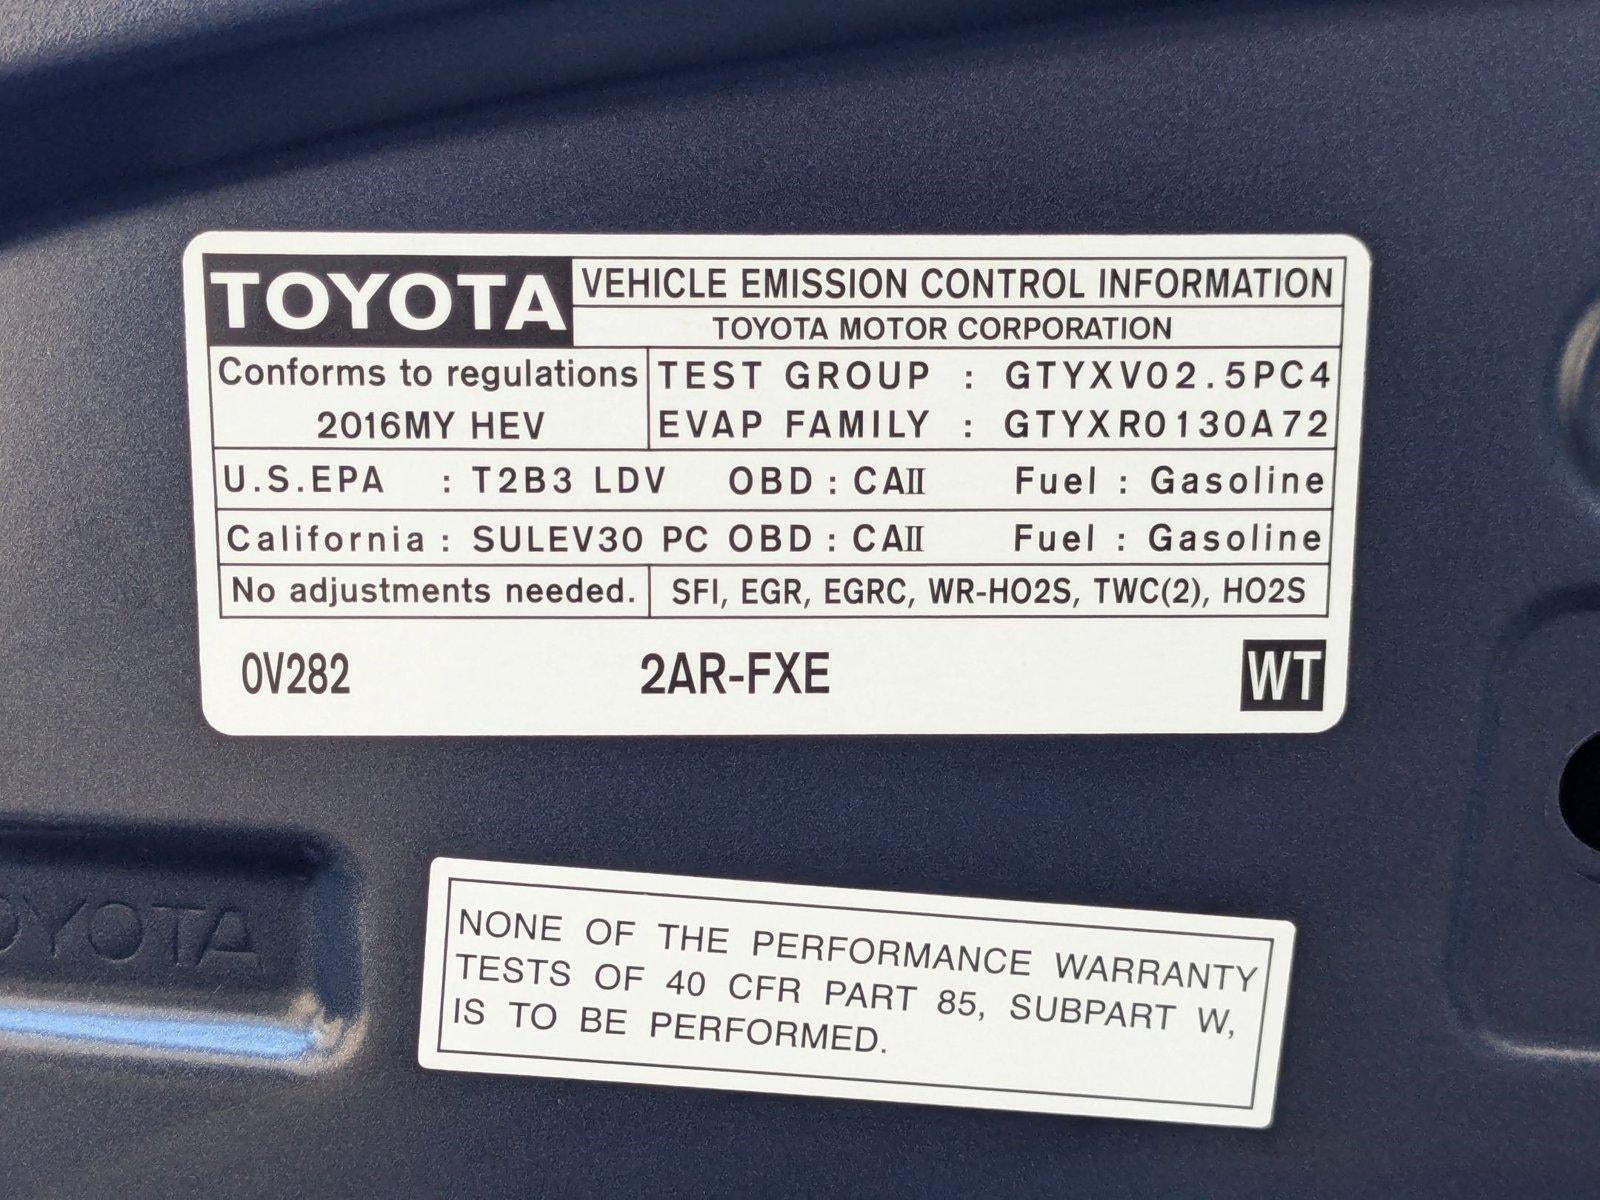 TOYOTA VEHICLE EMISSION CONTROL INFORMATION
TOYOTA MOTOR CORPORATION
Conforms to regulations
2016MY HEV
TEST GROUP : GTYXV02.5PC4
EVAP FAMILY : GTYXR0130A72
U.S.EPA : T2B3 LDV OBD : CAII Fuel : Gasoline
California : SULEV30 PC OBD : CAII Fuel : Gasoline
No adjustments needed. SFI, EGR, EGRC, WR-HO2S, TWC(2), HO2S
0V282 2AR-FXE WT
TOYOTA
NONE OF THE PERFORMANCE WARRANTY
TESTS OF 40 CFR PART 85, SUBPART W,
IS TO BE PERFORMED.